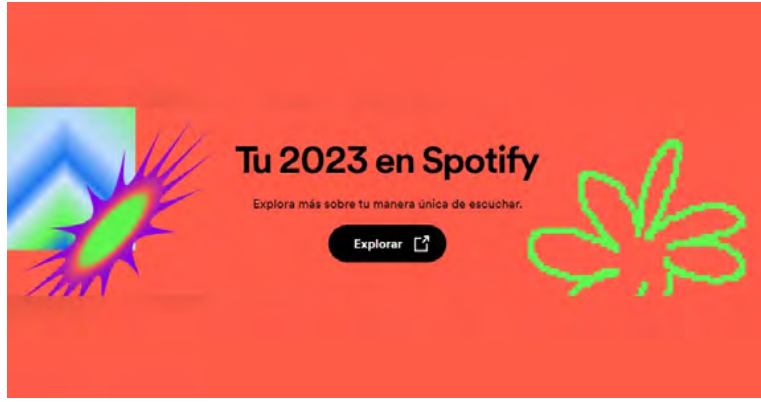 Tu 2023 en Spotify
Explora más sobre tu manera única de escuchar.
Explorar